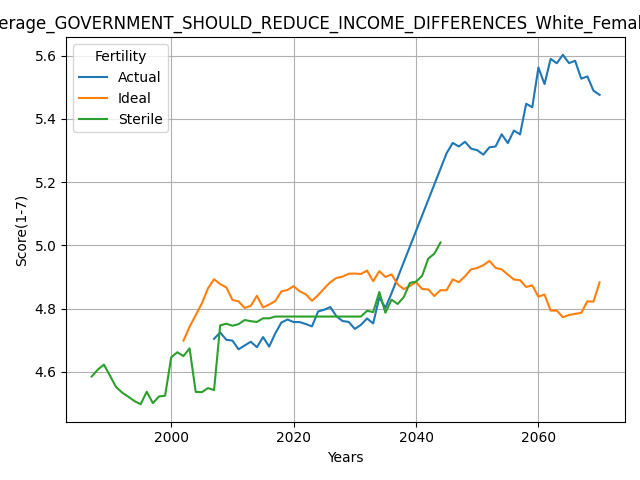 erage_GOVERNMENT_SHOULD_REDUCE_INCOME_DIFFERENCES_White_Femal
Fertility
Actual
Ideal
Sterile
Score(1-7)
5.6
5.4
5.2
5.0
4.8
4.6
2000
2020
2040
2060
Years